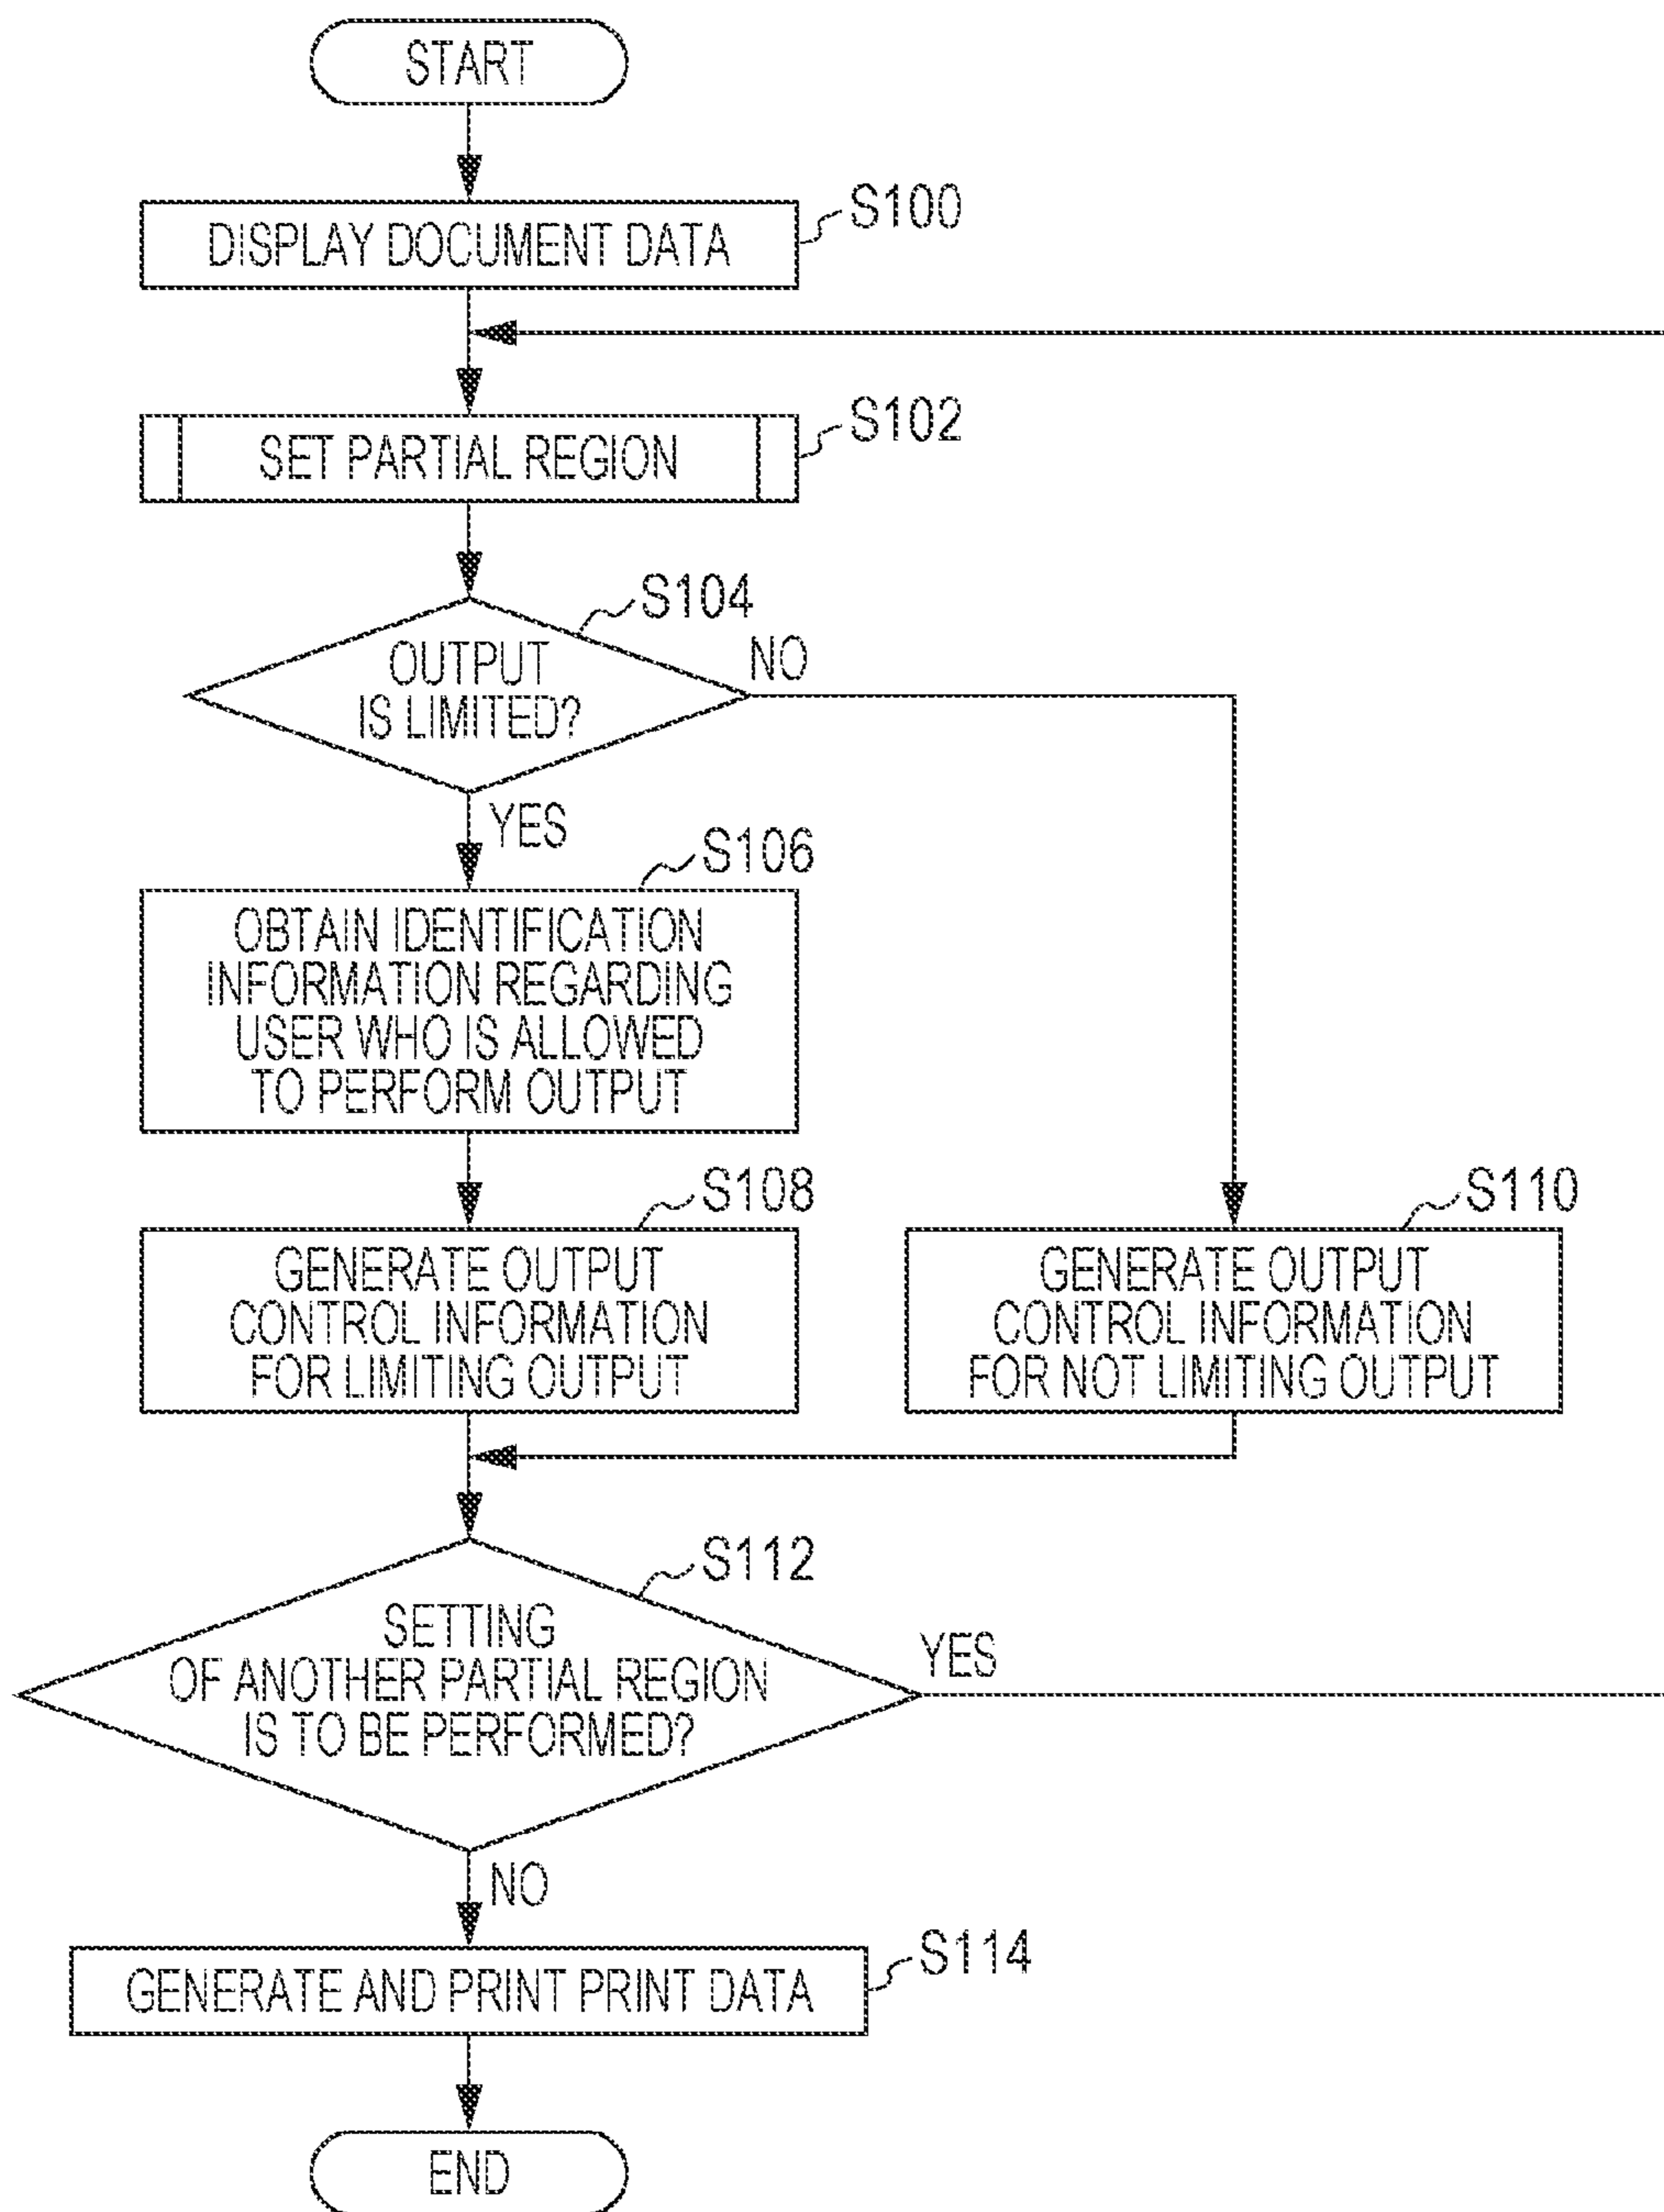 START
DISPLAY DOCUMENT DATA
S100
SET PARTIAL REGION
S102
S104
OUTPUT
IS LIMITED?
NO
YES
S106
OBTAIN IDENTIFICATION
INFORMATION REGARDING
USER WHO IS ALLOWED
TO PERFORM OUTPUT
S108
GENERATE OUTPUT
CONTROL INFORMATION
FOR LIMITING OUTPUT
S110
GENERATE OUTPUT
CONTROL INFORMATION
FOR NOT LIMITING OUTPUT
S112
SETTING
OF ANOTHER PARTIAL REGION
IS TO BE PERFORMED?
YES
NO
S114
GENERATE AND PRINT PRINT DATA
END